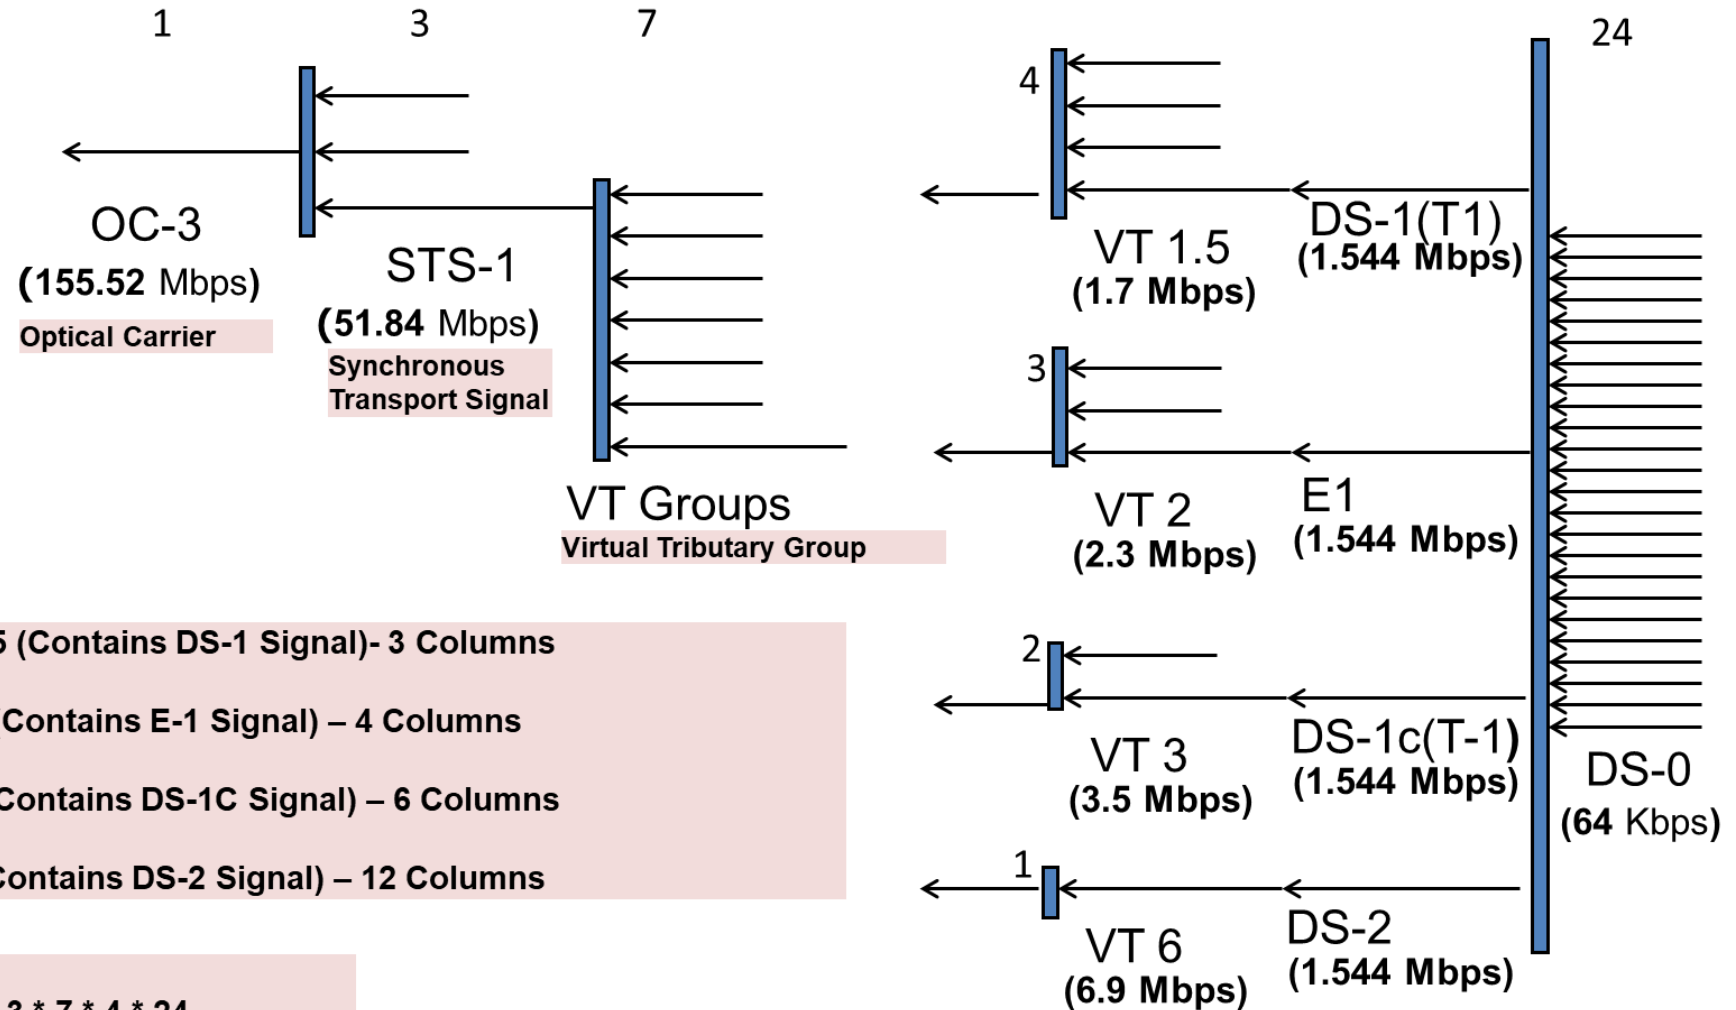 1
3
7
24
4
OC-3
(155.52 Mbps)
Optical Carrier
STS-1
(51.84 Mbps)
Synchronous
Transport Signal
VT Groups
Virtual Tributary Group
VT 1.5
(1.7 Mbps)
DS-1(T1)
(1.544 Mbps)
3
VT 2
(2.3 Mbps)
E1
(1.544 Mbps)
2
VT 3
(3.5 Mbps)
DS-1c(T-1)
(1.544 Mbps)
DS-0
(64 Kbps)
1
VT 6
(6.9 Mbps)
DS-2
(1.544 Mbps)
5 (Contains DS-1 Signal)- 3 Columns
(Contains E-1 Signal) – 4 Columns
Contains DS-1C Signal) – 6 Columns
Contains DS-2 Signal) – 12 Columns
3 * 7 * 4 * 24